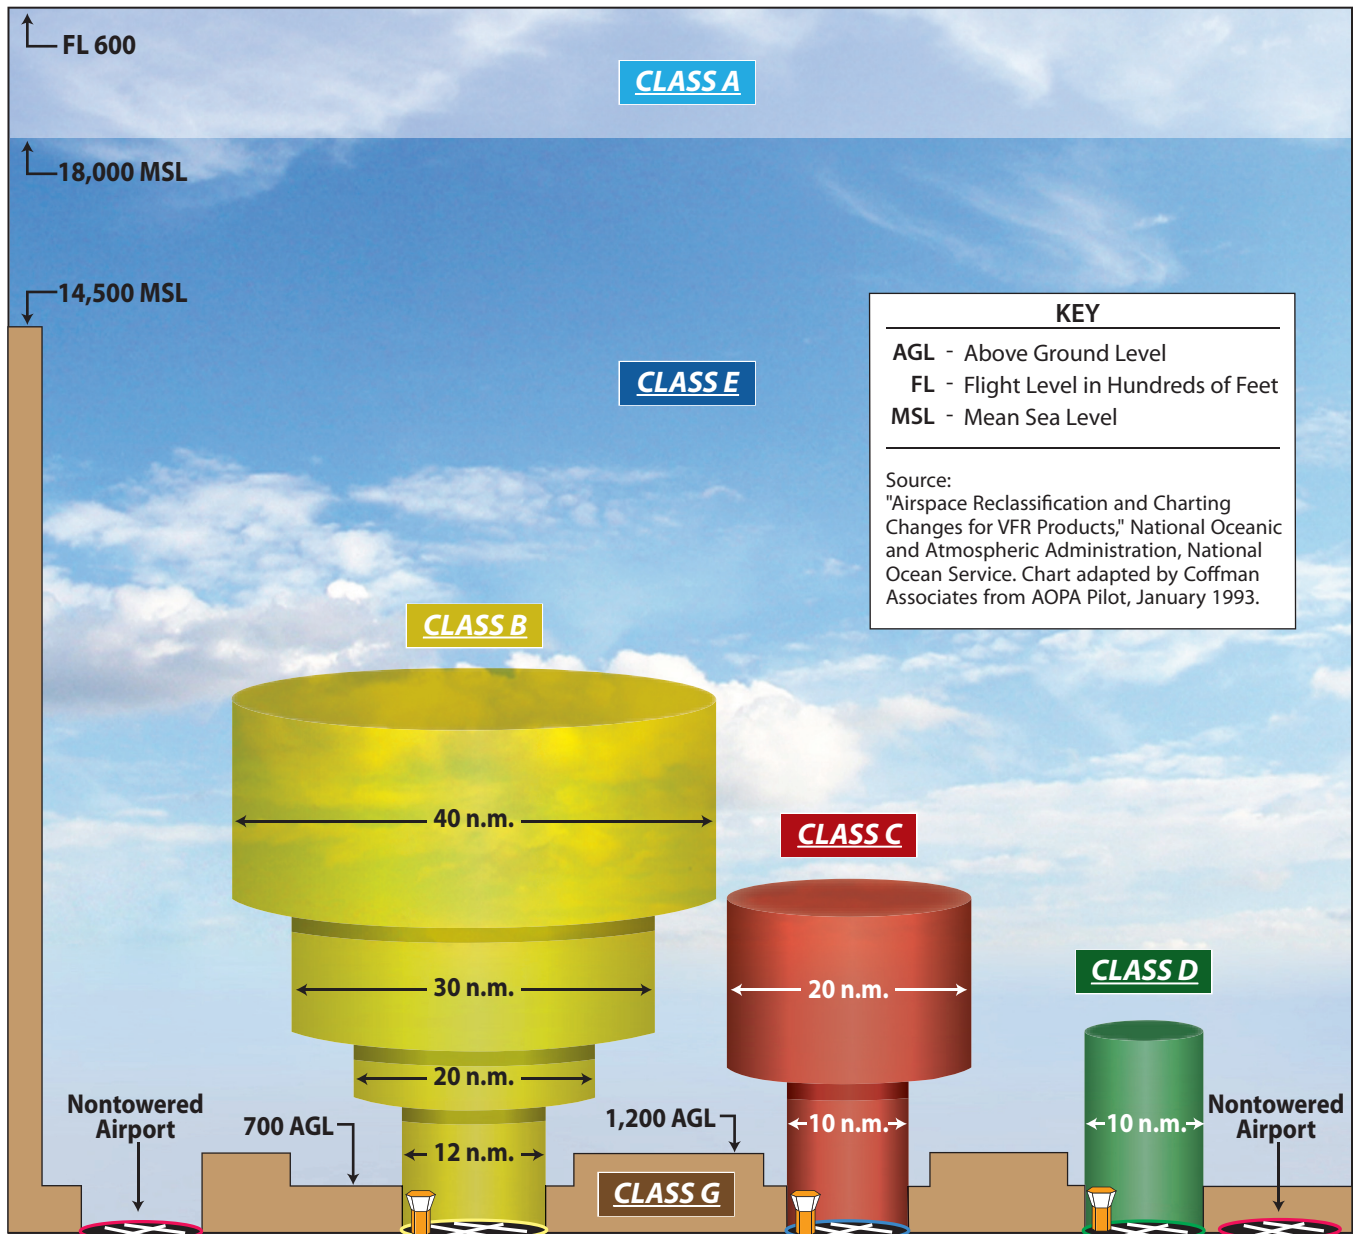 FL 600
CLASS A
18,000 MSL
14,500 MSL
KEY
AGL - Above Ground Level
FL - Flight Level in Hundreds of Feet
MSL - Mean Sea Level
Source:
"Airspace Reclassification and Charting
Changes for VFR Products," National Oceanic
and Atmospheric Administration, National
Ocean Service. Chart adapted by Coffman
Associates from AOPA Pilot, January 1993.
CLASS E
CLASS B
40 n.m.
30 n.m.
20 n.m.
12 n.m.
CLASS C
20 n.m.
10 n.m.
CLASS D
10 n.m.
Nontowered
Airport
700 AGL
1,200 AGL
Nontowered
Airport
CLASS G